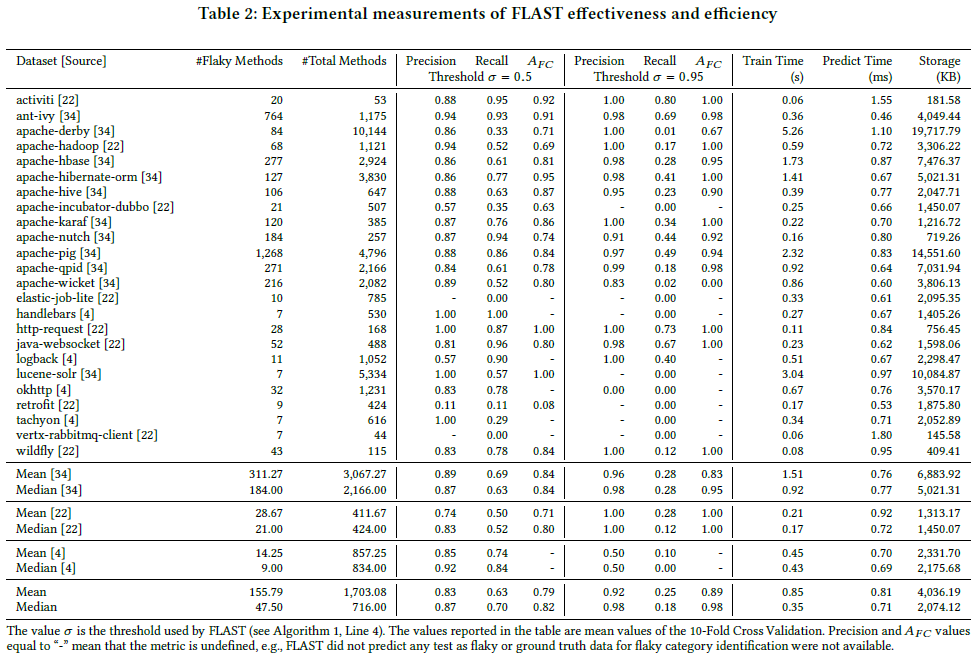 Table 2: Experimental measurements of FLAST effectiveness and efficiency
Dataset [Source] #Flaky Methods #Total Methods Precision Recall A_FC Precision Recall A_FC Train Time Predict Time Storage
Threshold σ = 0.5 Threshold σ = 0.95 (s) (ms) (KB)
activiti [22] 20 53 0.88 0.95 0.92 1.00 0.80 1.00 0.06 1.55 181.58
ant-ivy [34] 764 1,175 0.94 0.93 0.91 0.98 0.69 0.98 0.36 0.46 4,049.44
apache-derby [34] 84 10,144 0.86 0.33 0.71 1.00 0.01 0.67 5.26 1.10 19,717.79
apache-hadoop [22] 68 1,121 0.94 0.52 0.69 1.00 0.17 1.00 0.59 0.72 3,306.22
apache-hbase [34] 277 2,924 0.86 0.61 0.81 0.98 0.28 0.95 1.73 0.87 7,476.37
apache-hibernate-orm [34] 127 3,830 0.86 0.77 0.95 0.98 0.41 1.00 1.41 0.67 5,021.31
apache-hive [34] 106 647 0.88 0.63 0.87 0.95 0.23 0.90 0.39 0.77 2,047.71
apache-incubator-dubbo [22] 21 507 0.57 0.35 0.63 - 0.00 - 0.25 0.66 1,450.07
apache-karaf [34] 120 385 0.87 0.76 0.86 1.00 0.34 1.00 0.22 0.70 1,216.72
apache-nutch [34] 184 257 0.87 0.94 0.74 0.91 0.44 0.92 0.16 0.80 719.26
apache-pig [34] 1,268 4,796 0.88 0.86 0.84 0.97 0.49 0.94 2.32 0.83 14,551.60
apache-qpid [34] 271 2,166 0.84 0.61 0.78 0.99 0.18 0.98 0.92 0.64 7,031.94
apache-wicket [34] 216 2,082 0.89 0.52 0.80 0.83 0.02 0.00 0.86 0.60 3,806.13
elastic-job-lite [22] 10 785 - 0.00 - - 0.00 - 0.33 0.61 2,095.35
handlebars [4] 7 530 1.00 1.00 - 0.00 - 0.27 0.67 1,405.26
http-request [22] 28 168 1.00 0.87 1.00 1.00 0.73 1.00 0.11 0.84 756.45
java-websocket [22] 52 488 0.81 0.96 0.80 0.98 0.67 1.00 0.23 0.62 1,598.06
logback [4] 11 1,052 0.57 0.90 - 1.00 0.40 - 0.51 0.67 2,298.47
lucene-solr [34] 7 5,334 1.00 0.57 1.00 - 0.00 - 3.04 0.97 10,084.87
okhttp [4] 32 1,231 0.83 0.78 - 0.00 0.00 - 0.67 0.76 3,570.17
retrofit [22] 9 424 0.11 0.11 0.08 - 0.00 - 0.17 0.53 1,875.80
tachyon [4] 7 616 1.00 0.29 - - 0.00 - 0.34 0.71 2,052.89
vertx-rabbitmq-client [22] 7 44 - 0.00 - - 0.00 - 0.06 1.80 145.58
wildfly [22] 43 115 0.83 0.78 0.84 1.00 0.12 1.00 0.08 0.95 409.41
Mean [34] 311.27 3,067.27 0.89 0.69 0.84 0.96 0.28 0.83 1.51 0.76 6,883.92
Median [34] 184.00 2,166.00 0.87 0.63 0.84 0.98 0.28 0.95 0.92 0.77 5,021.31
Mean [22] 28.67 411.67 0.74 0.50 0.71 1.00 0.28 1.00 0.21 0.92 1,313.17
Median [22] 21.00 424.00 0.83 0.52 0.80 1.00 0.12 1.00 0.17 0.72 1,450.07
Mean [4] 14.25 857.25 0.85 0.74 - 0.50 0.10 - 0.45 0.70 2,331.70
Median [4] 9.00 834.00 0.92 0.84 - 0.50 0.00 - 0.43 0.69 2,175.68
Mean 155.79 1,703.08 0.83 0.63 0.79 0.92 0.25 0.89 0.85 0.81 4,036.19
Median 47.50 716.00 0.87 0.70 0.82 0.98 0.18 0.98 0.35 0.71 2,074.12
The value σ is the threshold used by FLAST (see Algorithm 1, Line 4). The values reported in the table are mean values of the 10-Fold Cross Validation. Precision and A_FC values
equal to "-" mean that the metric is undefined, e.g., FLAST did not predict any test as flaky or ground truth data for flaky category identification were not available.